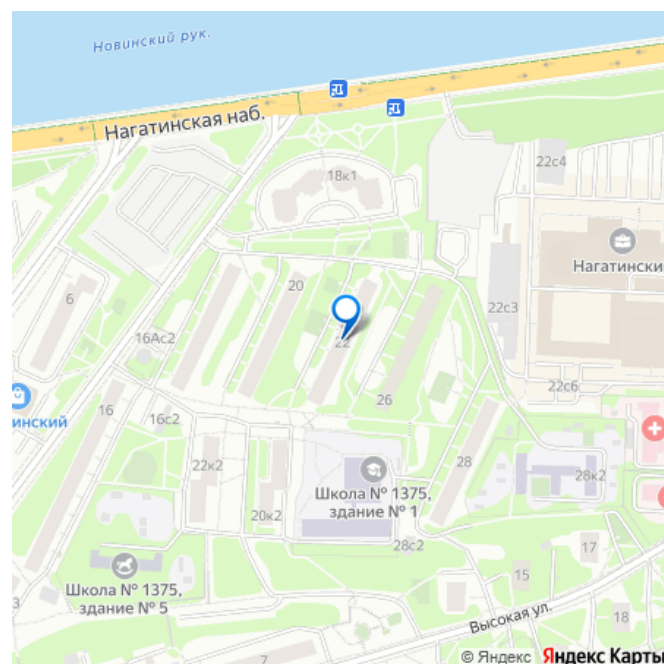 Новинский рук.
Нагатинская наб.
22с4
18к1
Нагатински
6
20
22с3
16Ас2
22
22с6
инский
16
16с2
26
22к2
28
Школа № 1375,
здание № 1
28к2
20к2
28с2
17
Школа № 1375,
здание № 5
15
3
18
Высокая ул.
7
© Яндекс Яндекс Карты